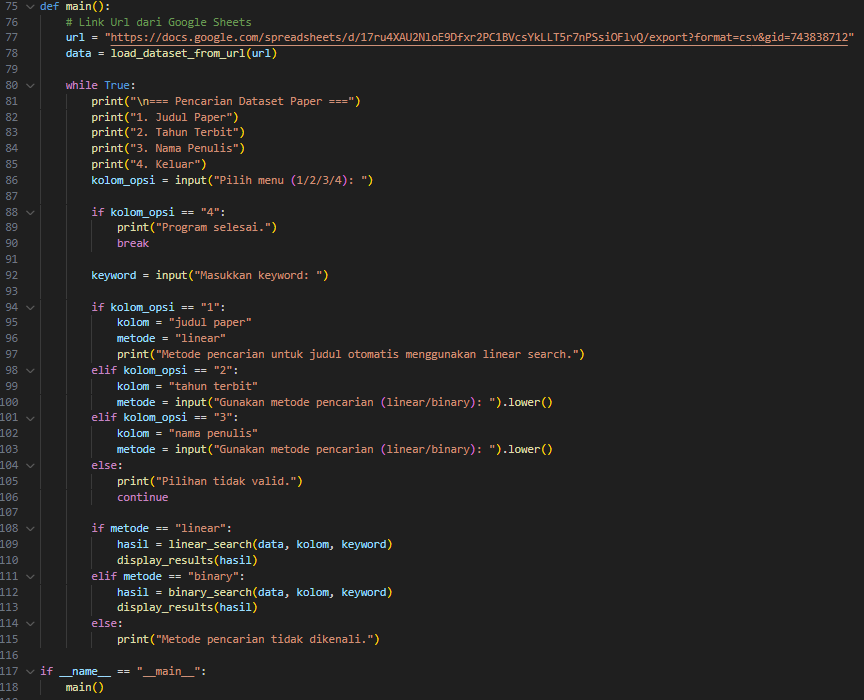 75 def main():
76 # Link Url dari Google Sheets
77 url = "https://docs.google.com/spreadsheets/d/17ru4XAU2NloE9Dfxr2PC1BVcsYkLLT5r7nPSsiOFlvQ/export?format=csv&gid=743838712"
78 data = load_dataset_from_url(url)
79
80 while True:
81 print("\n=== Pencarian Dataset Paper ===")
82 print("1. Judul Paper")
83 print("2. Tahun Terbit")
84 print("3. Nama Penulis")
85 print("4. Keluar")
86 kolom_opsi = input("Pilih menu (1/2/3/4): ")
87
88 if kolom_opsi == "4":
89 print("Program selesai.")
90 break
91
92 keyword = input("Masukkan keyword: ")
93
94 if kolom_opsi == "1":
95 kolom = "judul paper"
96 metode = "linear"
97 print("Metode pencarian untuk judul otomatis menggunakan linear search.")
98 elif kolom_opsi == "2":
99 kolom = "tahun terbit"
100 metode = input("Gunakan metode pencarian (linear/binary): ").lower()
101 elif kolom_opsi == "3":
102 kolom = "nama penulis"
103 metode = input("Gunakan metode pencarian (linear/binary): ").lower()
104 else:
105 print("Pilihan tidak valid.")
106 continue
107
108 if metode == "linear":
109 hasil = linear_search(data, kolom, keyword)
110 display_results(hasil)
111 elif metode == "binary":
112 hasil = binary_search(data, kolom, keyword)
113 display_results(hasil)
114 else:
115 print("Metode pencarian tidak dikenali.")
116
117 if __name__ == "__main__":
118 main()